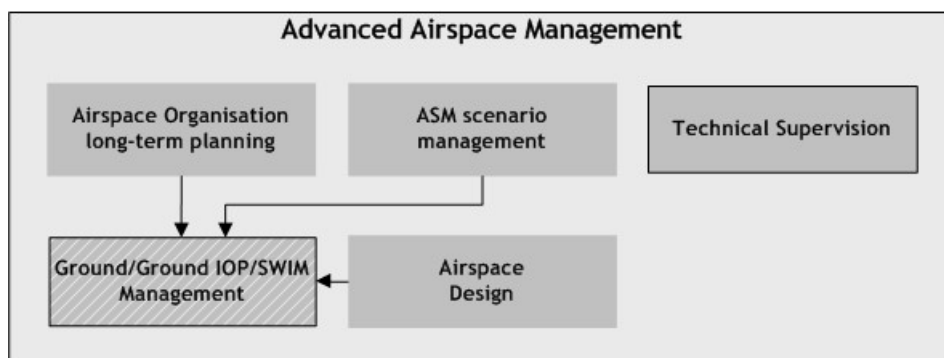 Advanced Airspace Management
Airspace Organisation
long-term planning
ASM scenario
management
Technical Supervision
Ground/Ground IOP/SWIM
Management
Airspace
Design